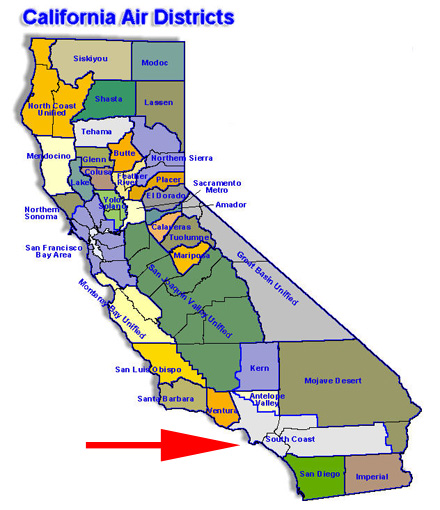 California Air Districts
Siskiyou
Modoc
North Coast
Unified
Shasta
Lassen
Tehama
Mendocino
Glenn
Butte
Northern Sierra
Colusa
Feather
River
Placer
Lake
Sacramento
Metro
El Dorado
Yolo
Solano
Amador
Northern
Sonoma
Calaveras
Tuolumne
San Francisco
Bay Area
Mariposa
Great Basin Unified
San Joaquin Valley Unified
Monterey Bay Unified
San Luis Obispo
Kern
Mojave Desert
Santa Barbara
Antelope
Valley
Ventura
South Coast
San Diego
Imperial